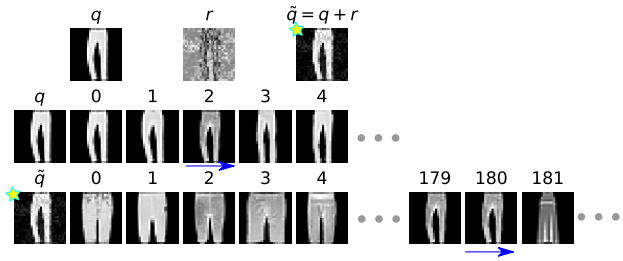 q r q̃ = q + r
q 0 1 2 3 4
q̃ 0 1 2 3 4 179 180 181